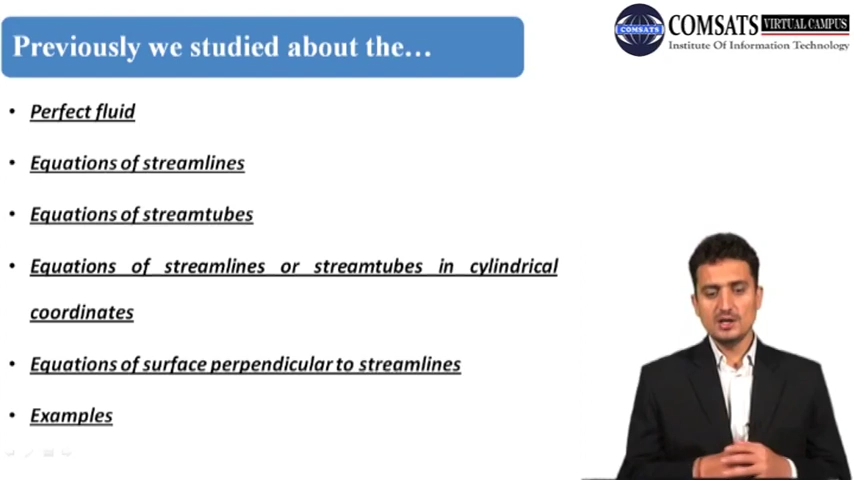 Previously we studied about the...
COMSATS
COMSATS VIRTUAL CAMPUS
Institute Of Information Technology
• Perfect fluid
• Equations of streamlines
• Equations of streamtubes
• Equations of streamlines or streamtubes in cylindrical
coordinates
• Equations of surface perpendicular to streamlines
• Examples